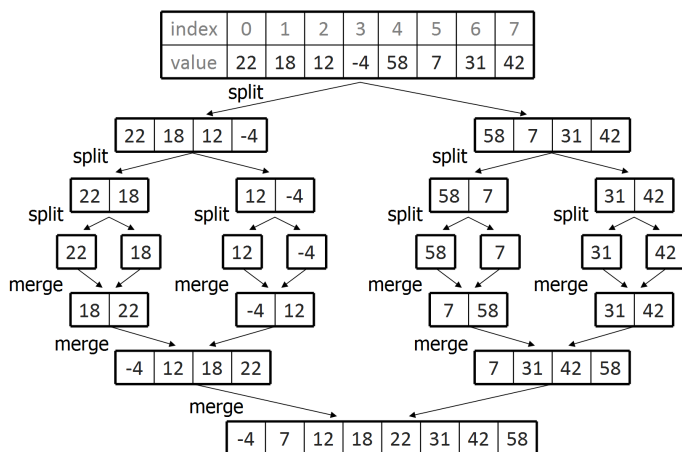 index 0 1 2 3 4 5 6 7
value 22 18 12 -4 58 7 31 42
split
22 18 12 -4 58 7 31 42
split split
22 18 12 -4 58 7 31 42
split split split split
22 18 12 -4 58 7 31 42
merge merge merge merge
18 22 -4 12 7 58 31 42
merge merge
-4 12 18 22 7 31 42 58
merge
-4 7 12 18 22 31 42 58